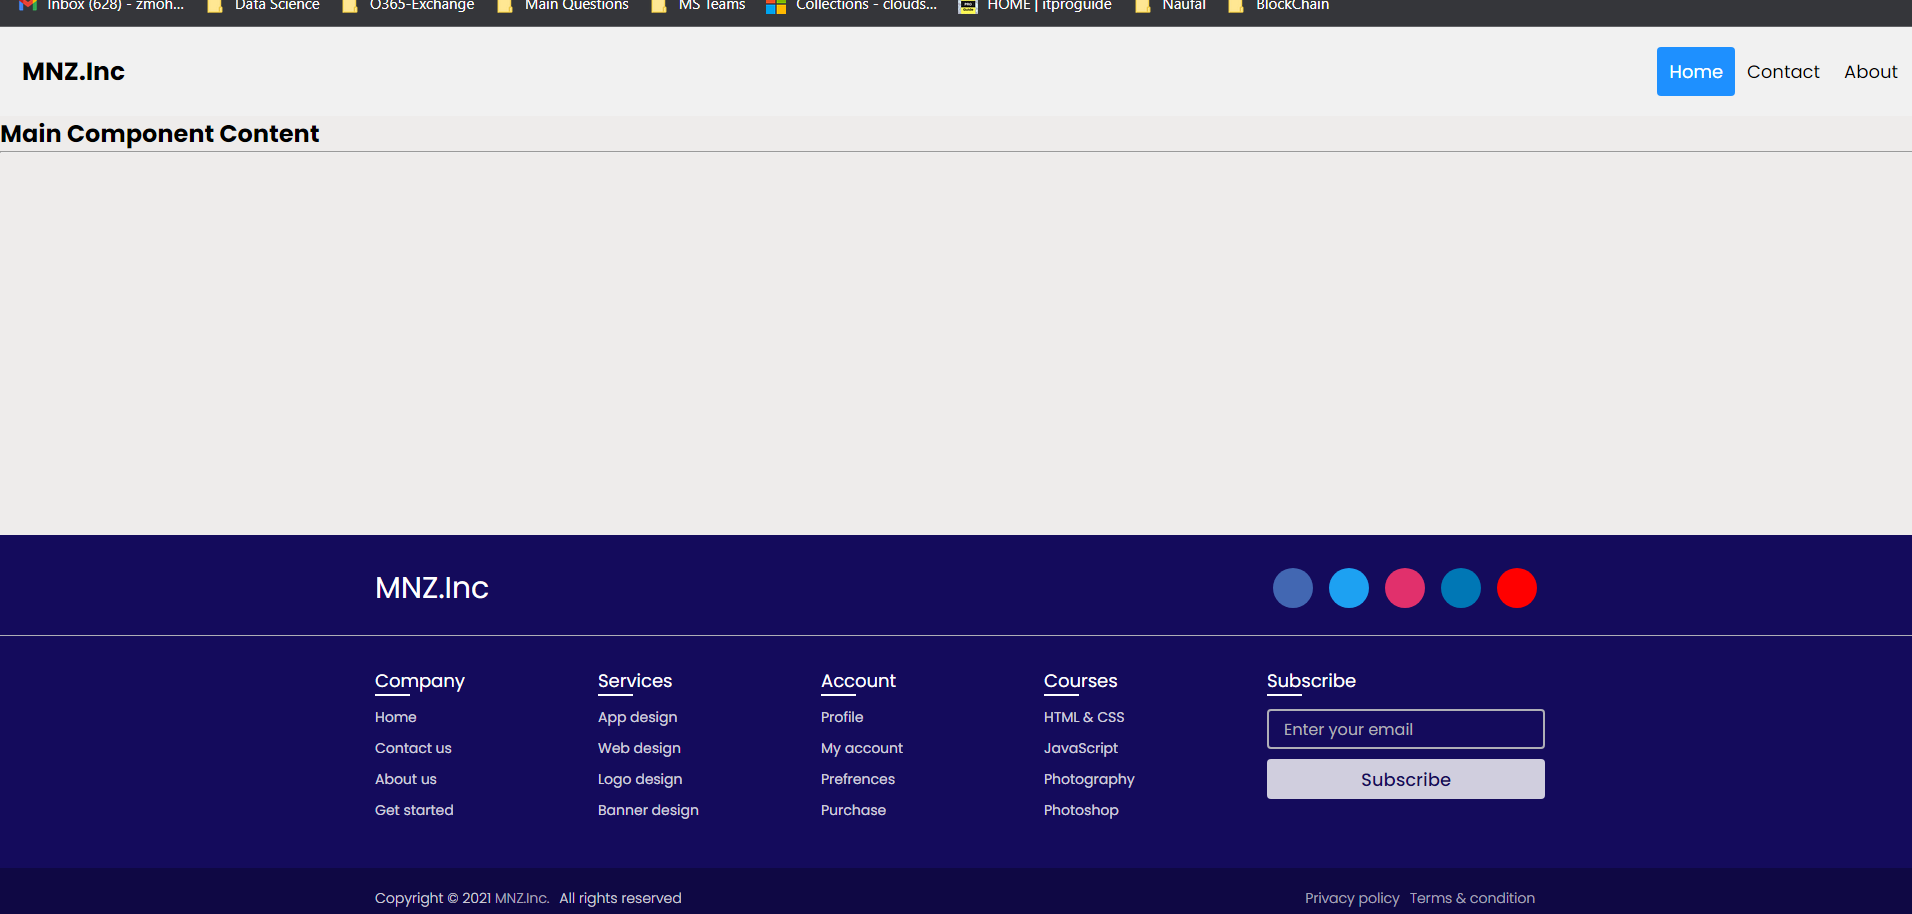 Inbox (628) - zmoh... Data Science O365-Exchange Main Questions MS Teams Collections - clouds... HOME | itproguide Naufal BlockChain
MNZ.Inc Home Contact About
Main Component Content
MNZ.Inc
Company Services Account Courses Subscribe
Home App design Profile HTML & CSS Enter your email
Contact us Web design My account JavaScript
About us Logo design Prefrences Photography Subscribe
Get started Banner design Purchase Photoshop
Copyright © 2021 MNZ.Inc. All rights reserved Privacy policy Terms & condition